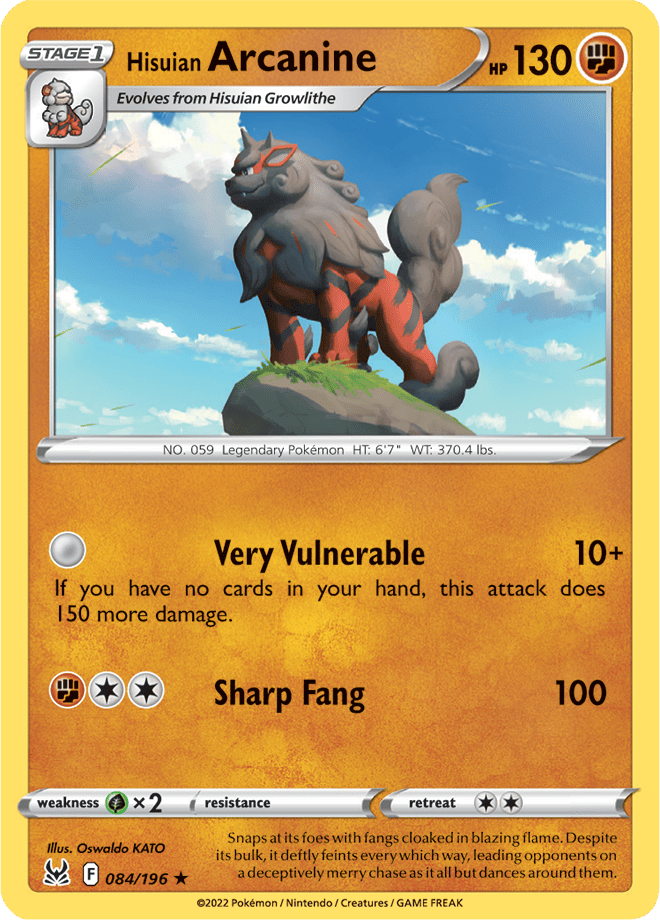 STAGE 1
Hisuian Arcanine HP 130
Evolves from Hisuian Growlithe
NO. 059 Legendary Pokémon HT: 6'7" WT: 370.4 lbs.
Very Vulnerable 10+
If you have no cards in your hand, this attack does
150 more damage.
Sharp Fang 100
weakness ×2 resistance retreat
Illus. Oswaldo KATO
F 084/196 ★
Snaps at its foes with fangs cloaked in blazing flame. Despite
its bulk, it deftly feints every which way, leading opponents on
a deceptively merry chase as it all but dances around them.
©2022 Pokémon / Nintendo / Creatures / GAME FREAK